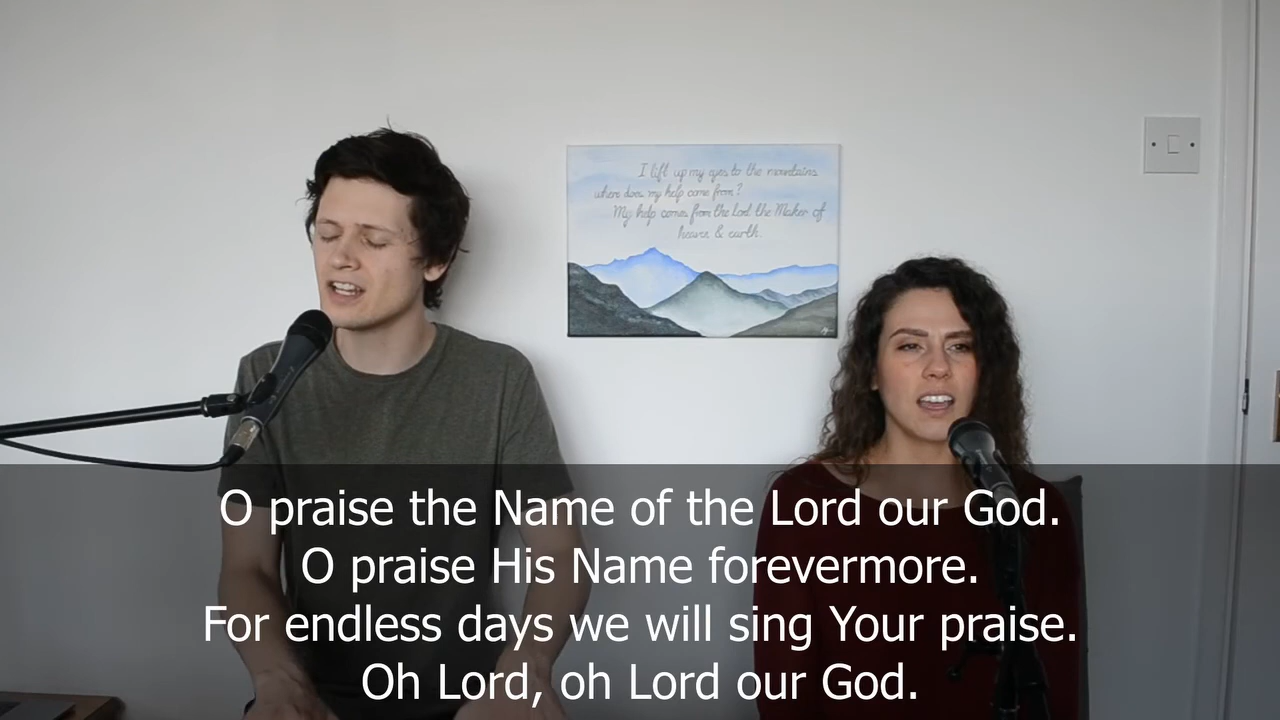 I lift up my eyes to the mountains
where does my help come from?
My help comes from the Lord the Maker of
heaven & earth.
O praise the Name of the Lord our God.
O praise His Name forevermore.
For endless days we will sing Your praise.
Oh Lord, oh Lord our God.